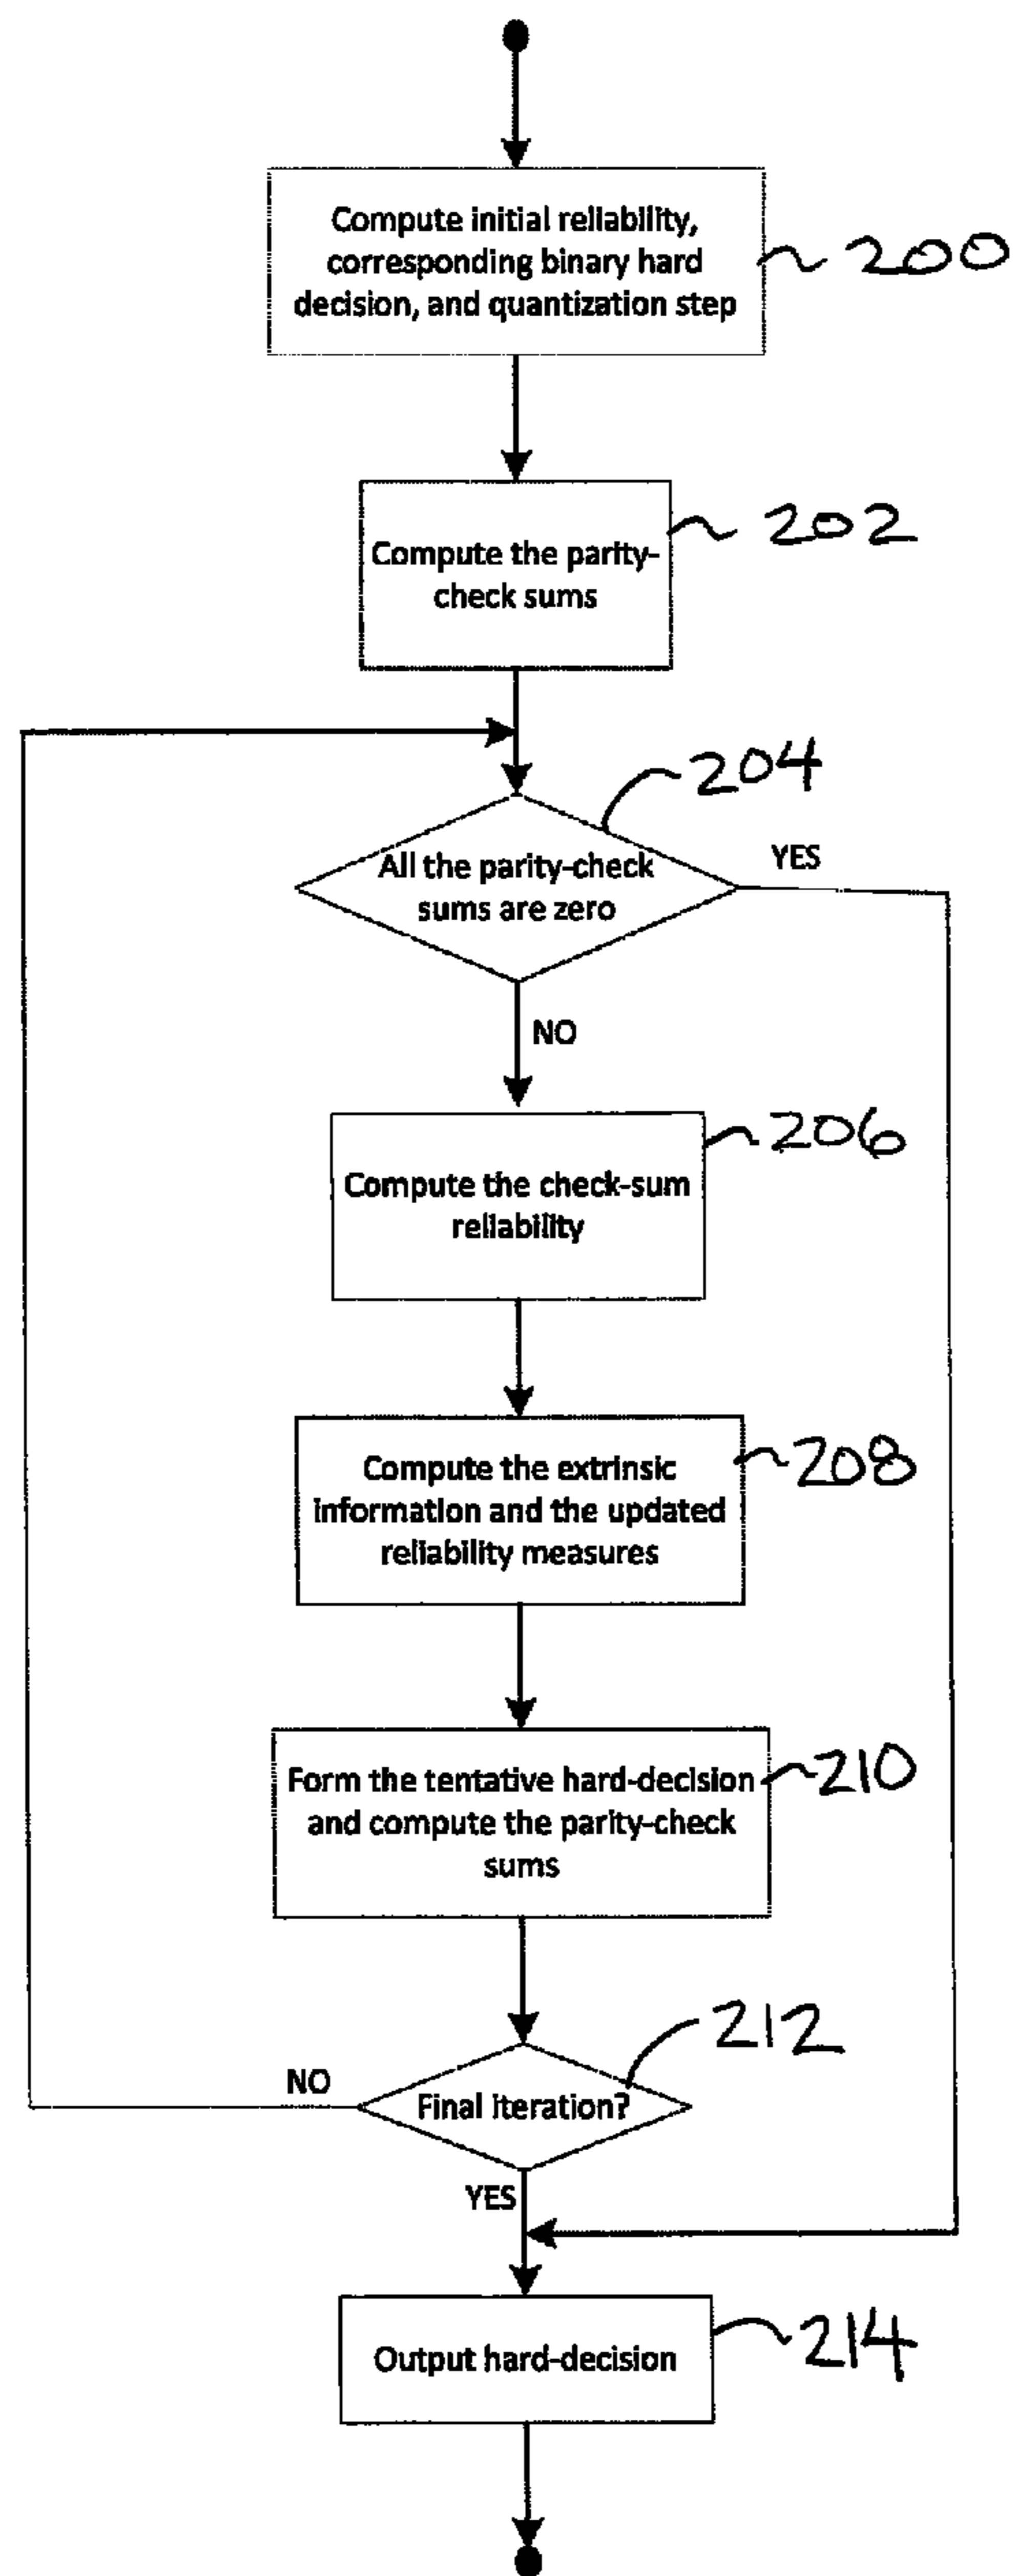 Compute initial reliability,
corresponding binary hard
decision, and quantization step
200
Compute the parity-
check sums
202
204
All the parity-check
sums are zero
YES
NO
Compute the check-sum
reliability
206
Compute the extrinsic
information and the updated
reliability measures
208
Form the tentative hard-decision
and compute the parity-check
sums
210
212
NO
Final iteration?
YES
Output hard-decision
214